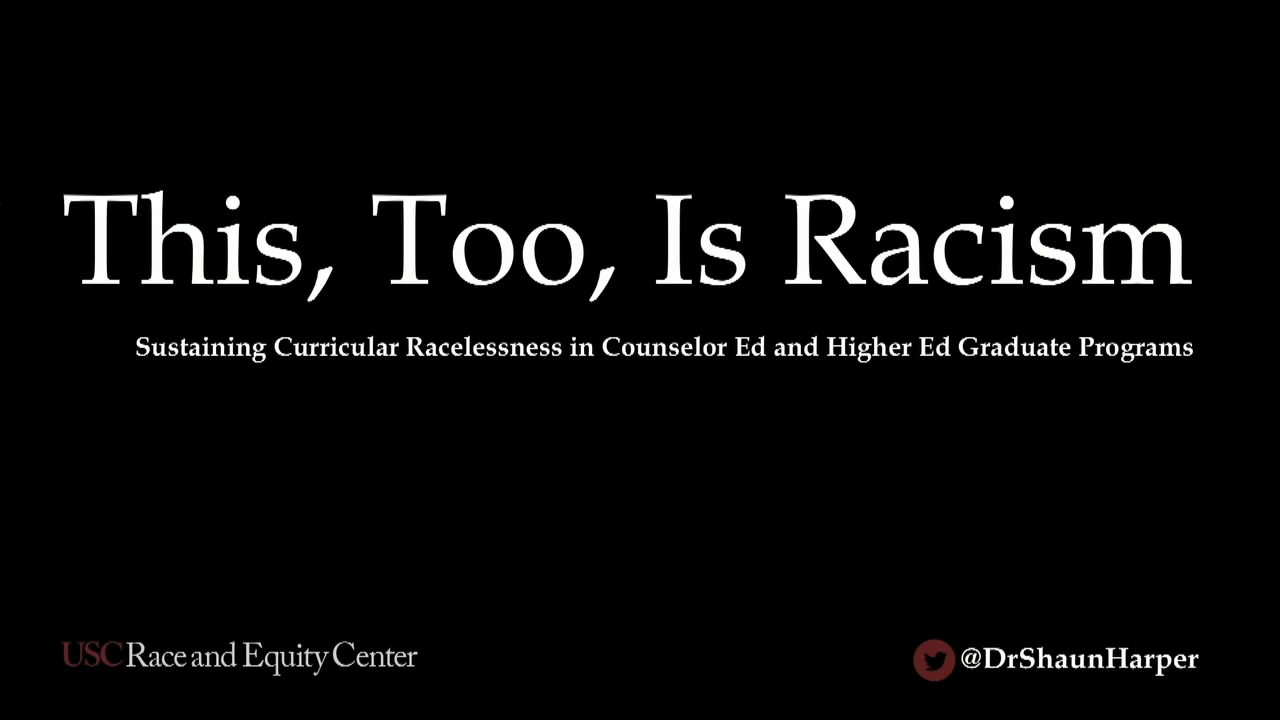 This, Too, Is Racism
Sustaining Curricular Racelessness in Counselor Ed and Higher Ed Graduate Programs
USC Race and Equity Center
@DrShaunHarper